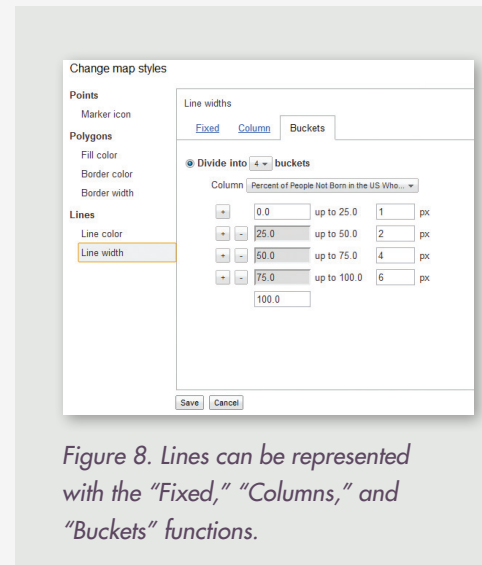 Change map styles
Points
Marker icon
Polygons
Fill color
Border color
Border width
Lines
Line color
Line width
Line widths
Fixed Column Buckets
Divide into 4 buckets
Column Percent of People Not Born in the US Who...
+ 0.0 up to 25.0 1 px
+ - 25.0 up to 50.0 2 px
+ - 50.0 up to 75.0 4 px
+ - 75.0 up to 100.0 6 px
100.0
Save Cancel
Figure 8. Lines can be represented
with the “Fixed,” “Columns,” and
“Buckets” functions.